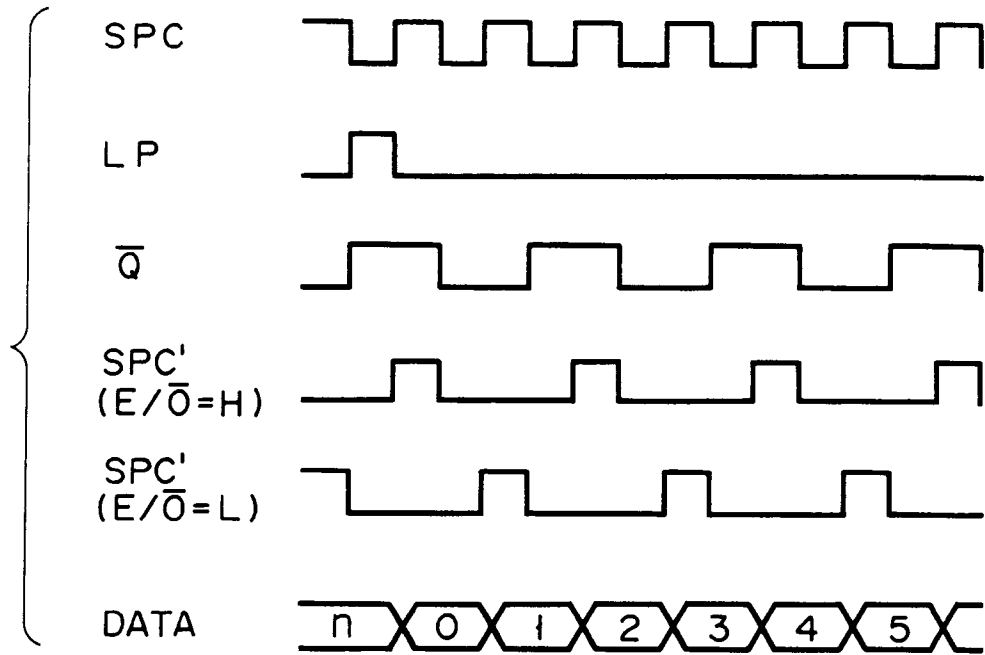 SPC
LP
Q̅
SPC'
(E/O̅=H)
SPC'
(E/O̅=L)
DATA n 0 1 2 3 4 5